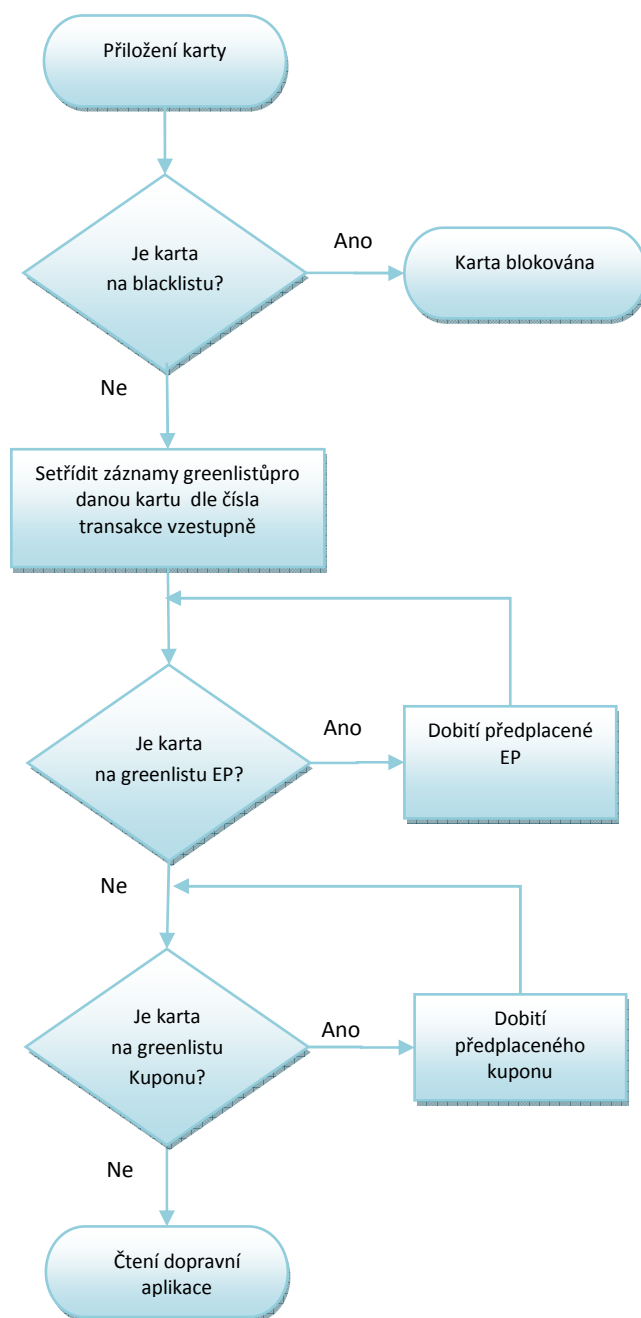 Přiložení karty
Je karta
na blacklistu?
Ano
Karta blokována
Ne
Setřídit záznamy greenlistůpro
danou kartu  dle čísla
transakce vzestupně
Je karta
na greenlistu EP?
Ano
Dobití předplacené
EP
Ne
Je karta
na greenlistu
Kuponu?
Ano
Dobití
předplaceného
kuponu
Ne
Čtení dopravní
aplikace